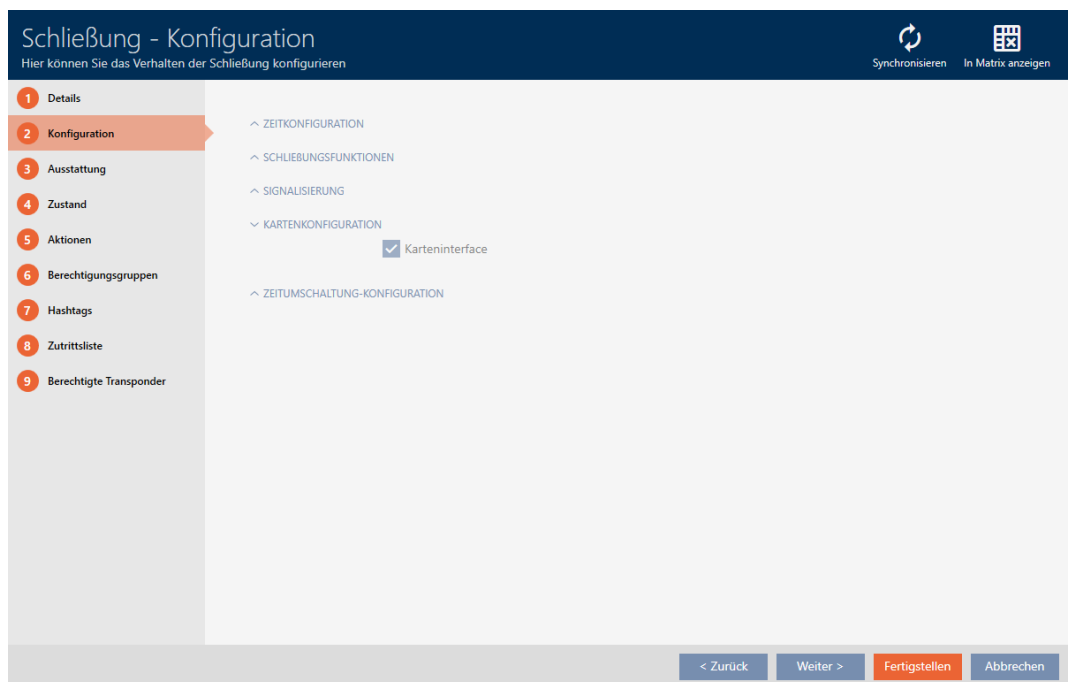 Schließung - Konfiguration
Hier können Sie das Verhalten der Schließung konfigurieren
Synchronisieren
In Matrix anzeigen
1 Details
2 Konfiguration
3 Ausstattung
4 Zustand
5 Aktionen
6 Berechtigungsgruppen
7 Hashtags
8 Zutrittsliste
9 Berechtigte Transponder
ZEITKONFIGURATION
SCHLIEßUNGSFUNKTIONEN
SIGNALISIERUNG
KARTENKONFIGURATION
Karteninterface
ZEITUMSCHALTUNG-KONFIGURATION
< Zurück
Weiter >
Fertigstellen
Abbrechen